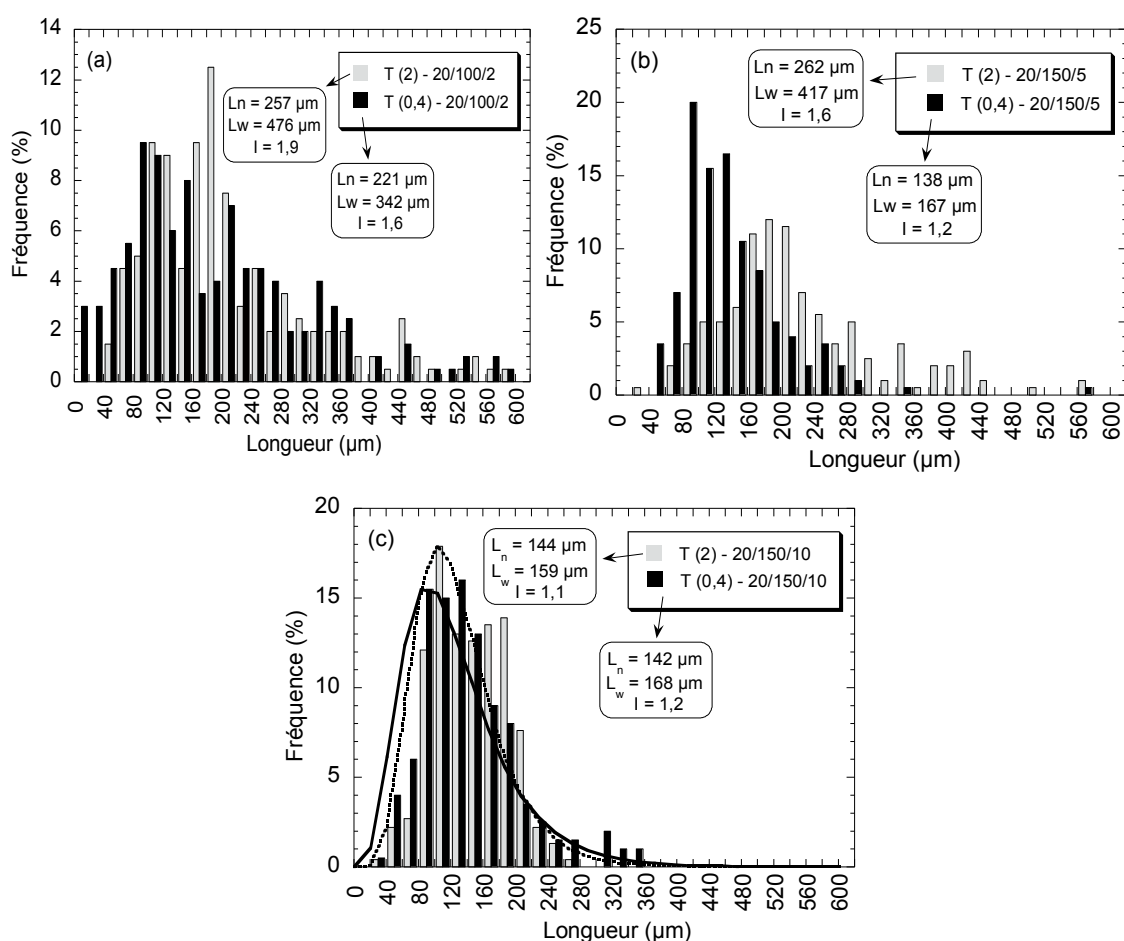 (a)
Fréquence (%)
14
12
10
8
6
4
2
0
T (2) - 20/100/2
T (0,4) - 20/100/2
Ln = 257 µm
Lw = 476 µm
I = 1,9
Ln = 221 µm
Lw = 342 µm
I = 1,6
0 40 80 120 160 200 240 280 320 360 400 440 480 520 560 600
Longueur (µm)
(b)
Fréquence (%)
25
20
15
10
5
0
Ln = 262 µm
Lw = 417 µm
I = 1,6
T (2) - 20/150/5
T (0,4) - 20/150/5
Ln = 138 µm
Lw = 167 µm
I = 1,2
0 40 80 120 160 200 240 280 320 360 400 440 480 520 560 600
Longueur (µm)
(c)
Fréquence (%)
20
15
10
5
0
L_n = 144 µm
L_w = 159 µm
I = 1,1
T (2) - 20/150/10
T (0,4) - 20/150/10
L_n = 142 µm
L_w = 168 µm
I = 1,2
0 40 80 120 160 200 240 280 320 360 400 440 480 520 560 600
Longueur (µm)